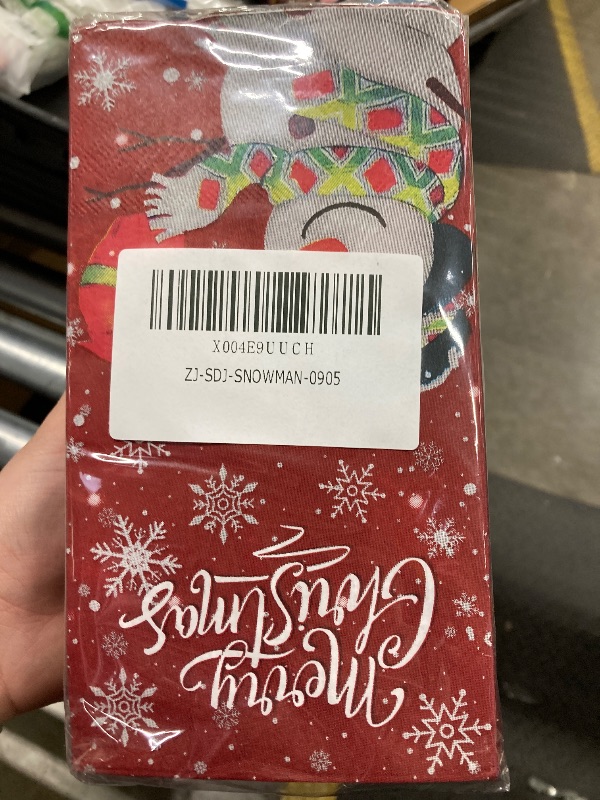 X004E9UUCH
ZJ-SDJ-SNOWMAN-0905
Merry
Christmas